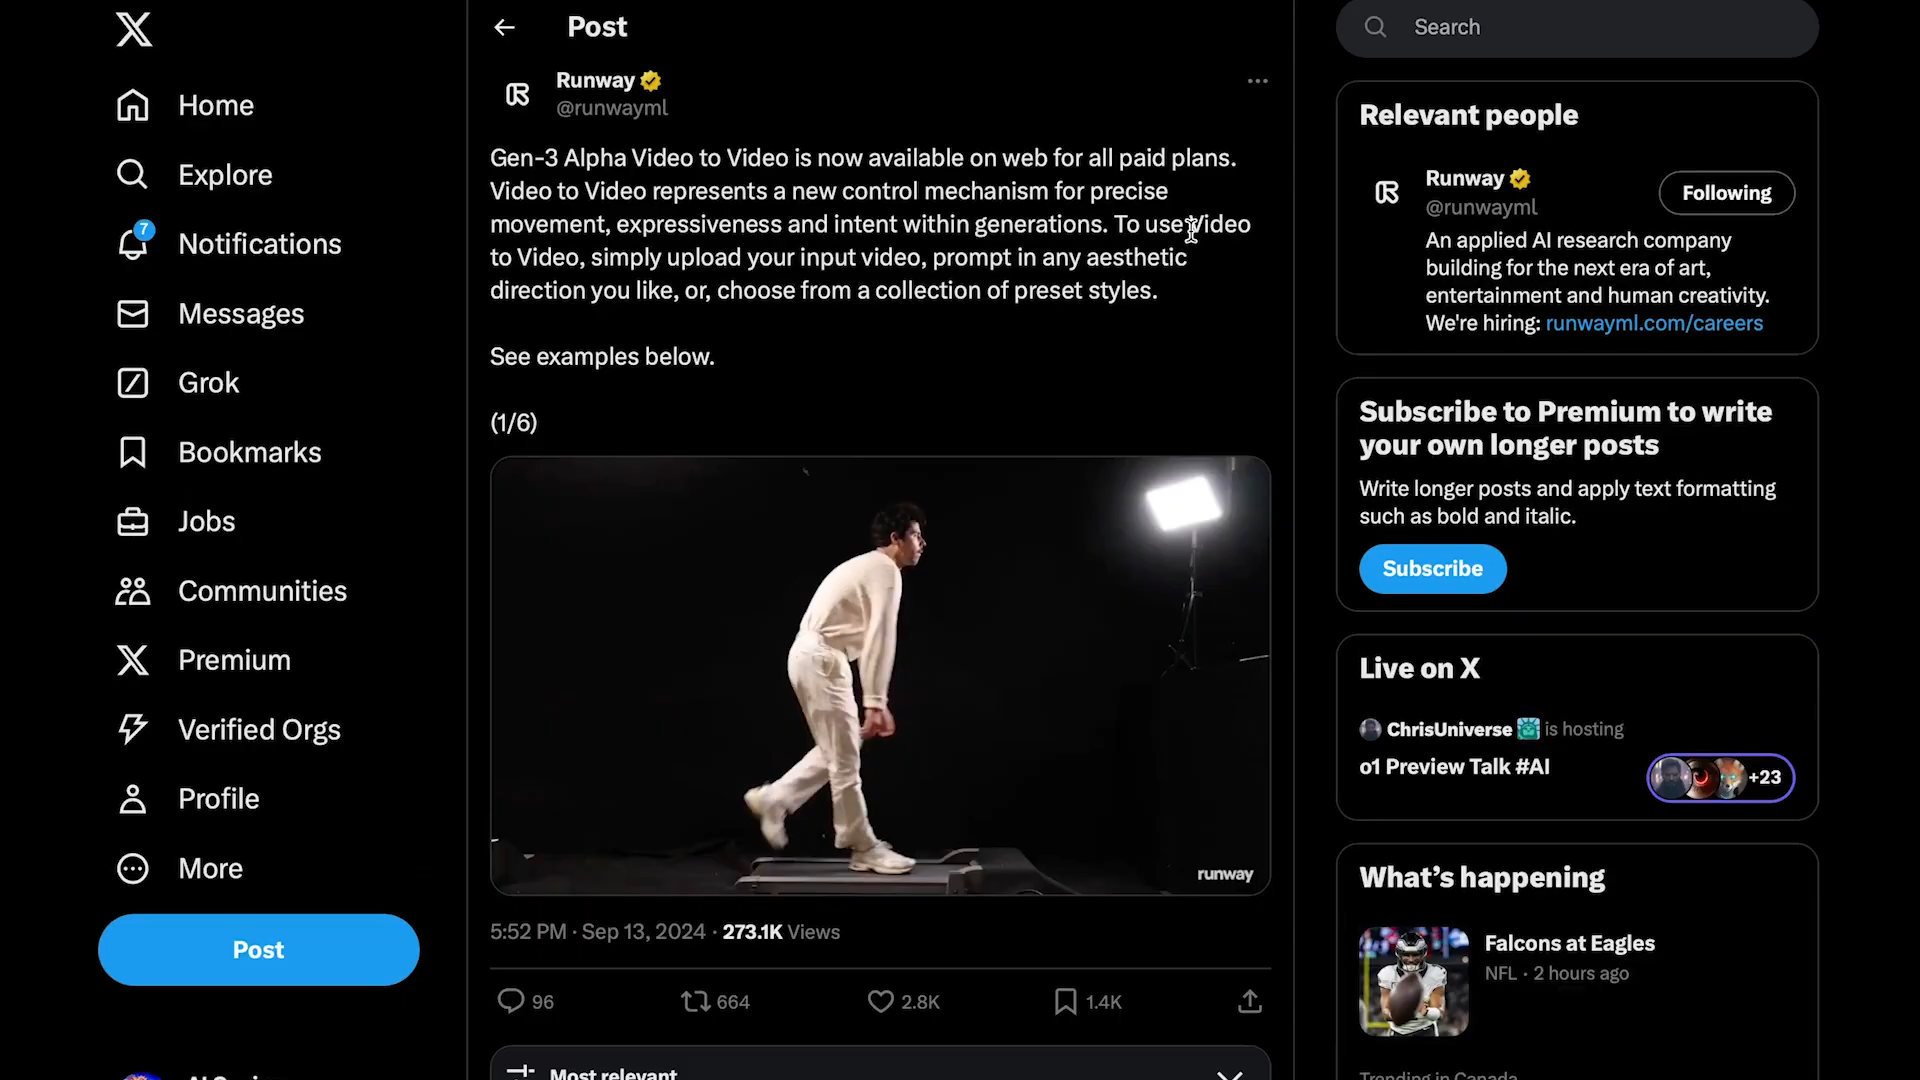 Home
Explore
7
Notifications
Messages
Grok
Bookmarks
Jobs
Communities
Premium
Verified Orgs
Profile
More
Post
Post
Runway
@runwayml
Gen-3 Alpha Video to Video is now available on web for all paid plans.
Video to Video represents a new control mechanism for precise
movement, expressiveness and intent within generations. To use Video
to Video, simply upload your input video, prompt in any aesthetic
direction you like, or, choose from a collection of preset styles.
See examples below.
(1/6)
runway
5:52 PM · Sep 13, 2024 · 273.1K Views
96
664
2.8K
1.4K
Most relevant
Search
Relevant people
Runway
@runwayml
Following
An applied AI research company
building for the next era of art,
entertainment and human creativity.
We're hiring: runwayml.com/careers
Subscribe to Premium to write
your own longer posts
Write longer posts and apply text formatting
such as bold and italic.
Subscribe
Live on X
ChrisUniverse is hosting
o1 Preview Talk #AI
+23
What's happening
Falcons at Eagles
NFL · 2 hours ago
Trending in Canada